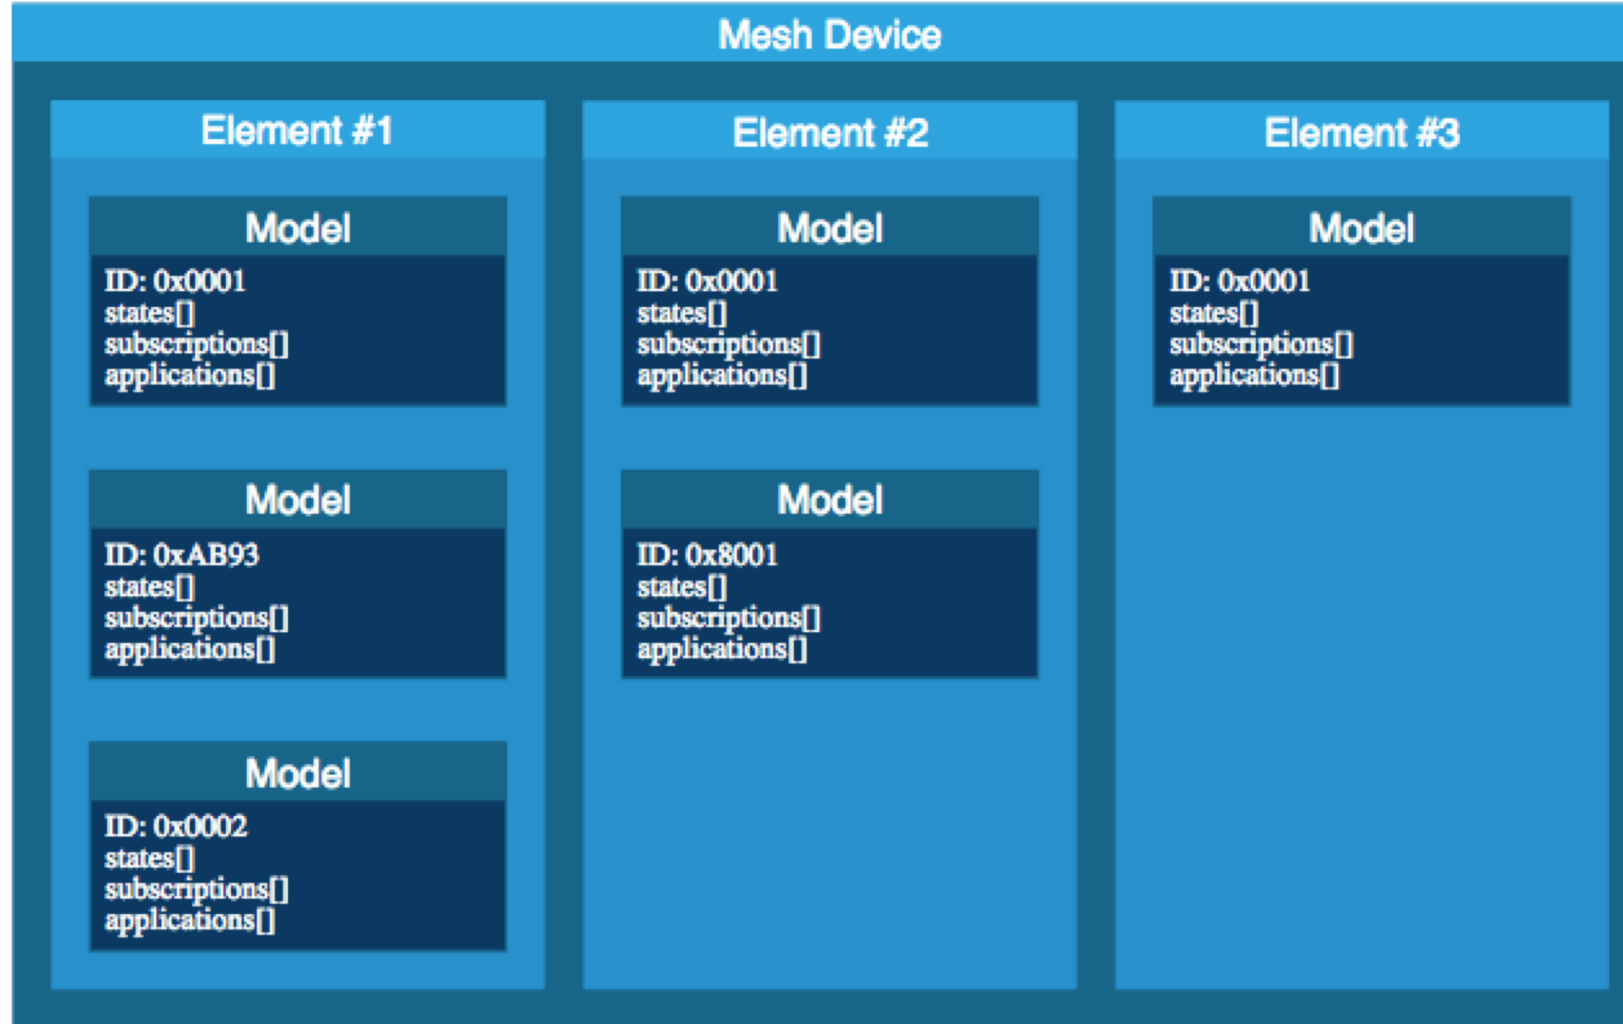 Mesh Device
Element #1
Model
ID: 0x0001
states[]
subscriptions[]
applications[]
Model
ID: 0xAB93
states[]
subscriptions[]
applications[]
Model
ID: 0x0002
states[]
subscriptions[]
applications[]
Element #2
Model
ID: 0x0001
states[]
subscriptions[]
applications[]
Model
ID: 0x8001
states[]
subscriptions[]
applications[]
Element #3
Model
ID: 0x0001
states[]
subscriptions[]
applications[]